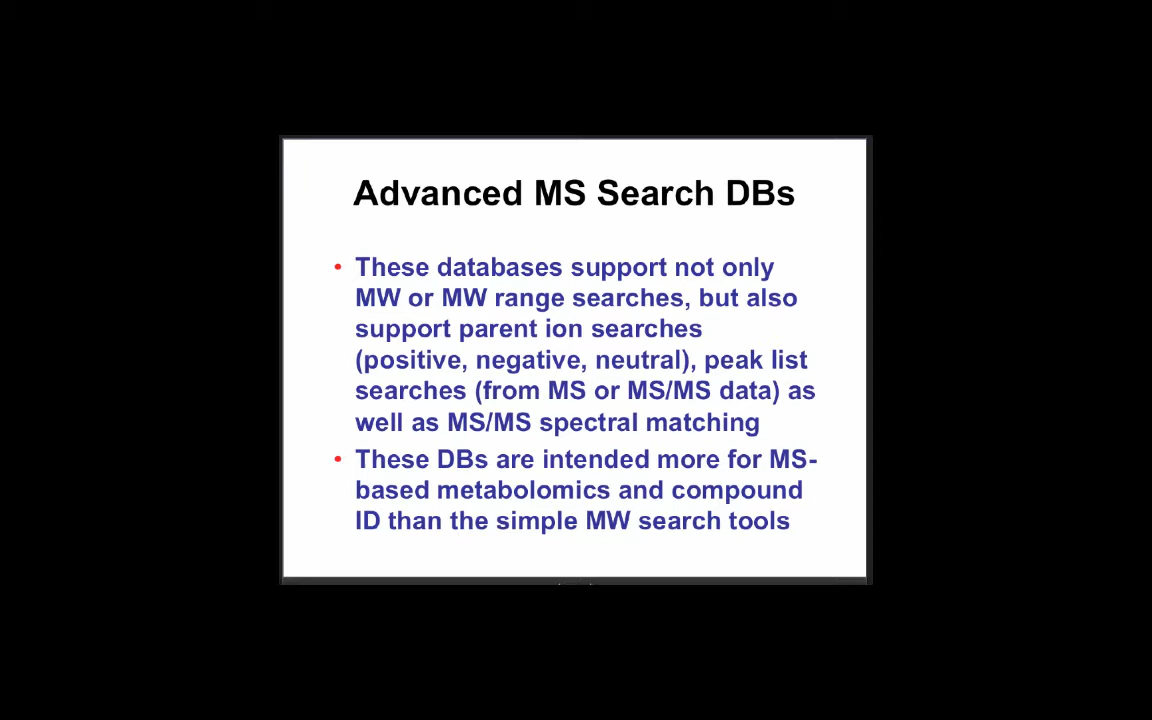 Advanced MS Search DBs
• These databases support not only
MW or MW range searches, but also
support parent ion searches
(positive, negative, neutral), peak list
searches (from MS or MS/MS data) as
well as MS/MS spectral matching
• These DBs are intended more for MS-
based metabolomics and compound
ID than the simple MW search tools